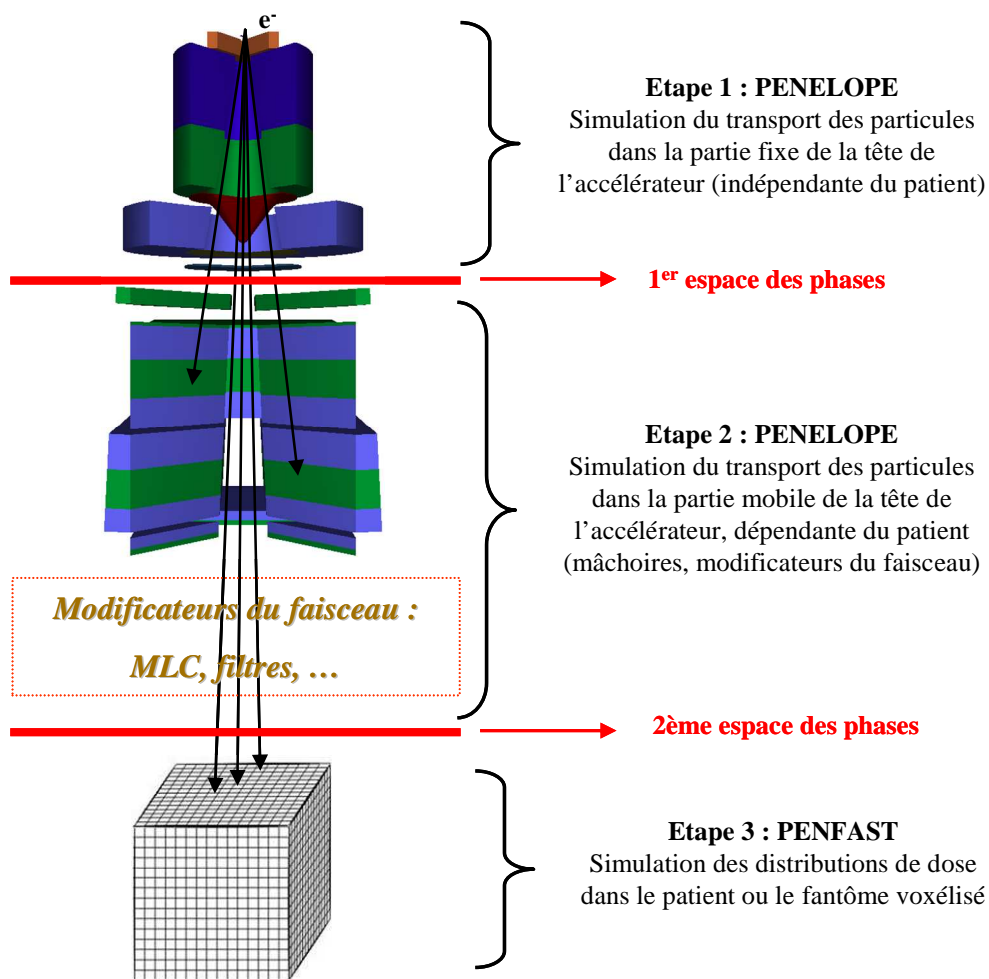 e-
Etape 1 : PENELOPE
Simulation du transport des particules
dans la partie fixe de la tête de
l’accélérateur (indépendante du patient)
1er espace des phases
Etape 2 : PENELOPE
Simulation du transport des particules
dans la partie mobile de la tête de
l’accélérateur, dépendante du patient
(mâchoires, modificateurs du faisceau)
Modificateurs du faisceau :
MLC, filtres, …
2ème espace des phases
Etape 3 : PENFAST
Simulation des distributions de dose
dans le patient ou le fantôme voxélisé